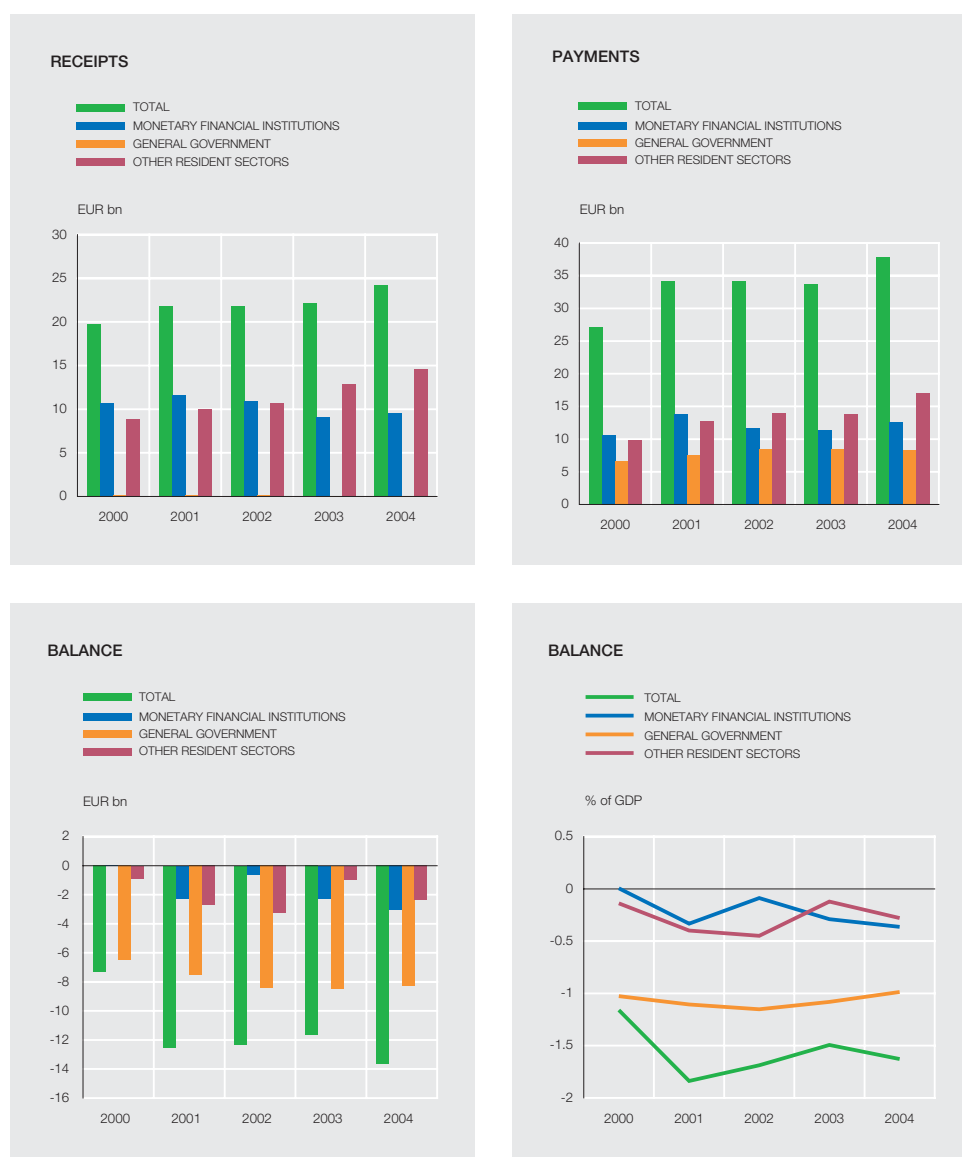 RECEIPTS
TOTAL
MONETARY FINANCIAL INSTITUTIONS
GENERAL GOVERNMENT
OTHER RESIDENT SECTORS
EUR bn
30
25
20
15
10
5
0
2000 2001 2002 2003 2004
PAYMENTS
TOTAL
MONETARY FINANCIAL INSTITUTIONS
GENERAL GOVERNMENT
OTHER RESIDENT SECTORS
EUR bn
40
35
30
25
20
15
10
5
0
2000 2001 2002 2003 2004
BALANCE
TOTAL
MONETARY FINANCIAL INSTITUTIONS
GENERAL GOVERNMENT
OTHER RESIDENT SECTORS
EUR bn
2
0
-2
-4
-6
-8
-10
-12
-14
-16
2000 2001 2002 2003 2004
BALANCE
TOTAL
MONETARY FINANCIAL INSTITUTIONS
GENERAL GOVERNMENT
OTHER RESIDENT SECTORS
% of GDP
0.5
0
-0.5
-1
-1.5
-2
2000 2001 2002 2003 2004